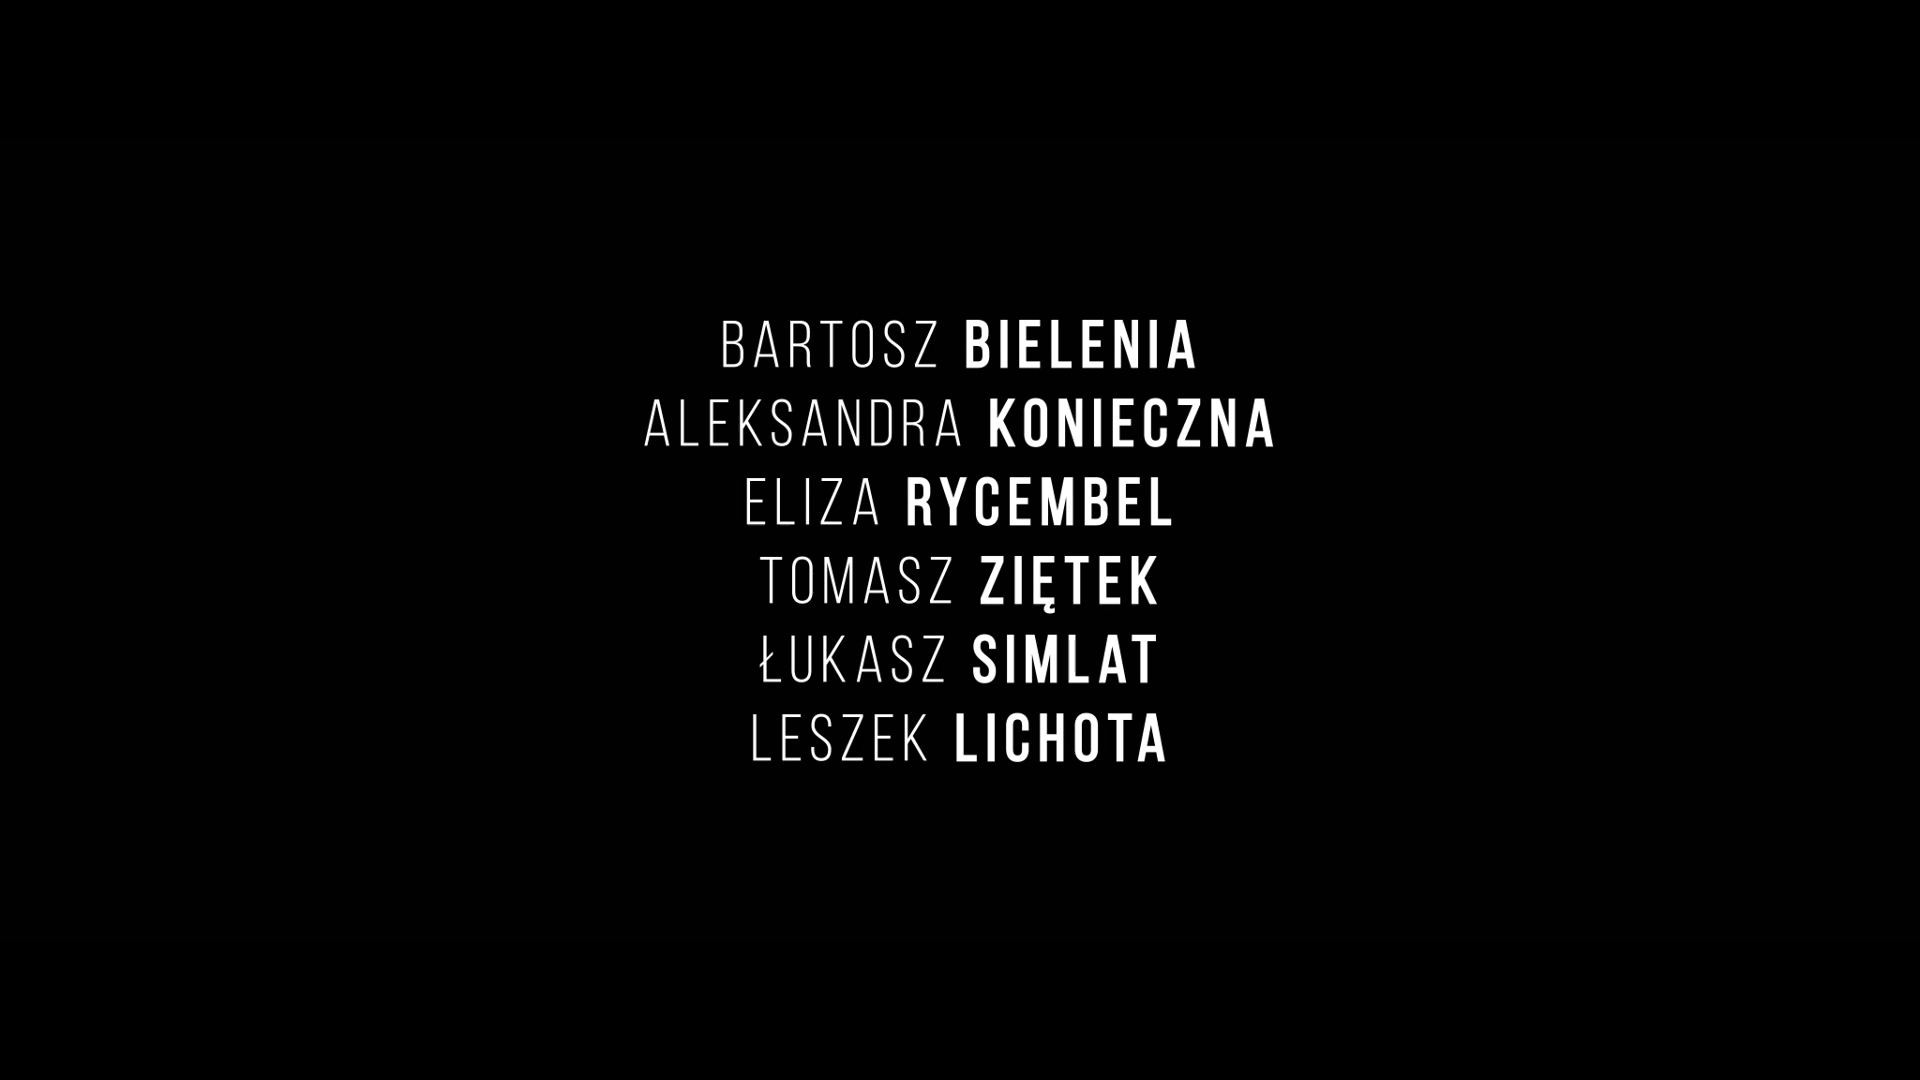 BARTOSZ BIELENIA
ALEKSANDRA KONIECZNA
ELIZA RYCEMBEL
TOMASZ ZIĘTEK
ŁUKASZ SIMLAT
LESZEK LICHOTA